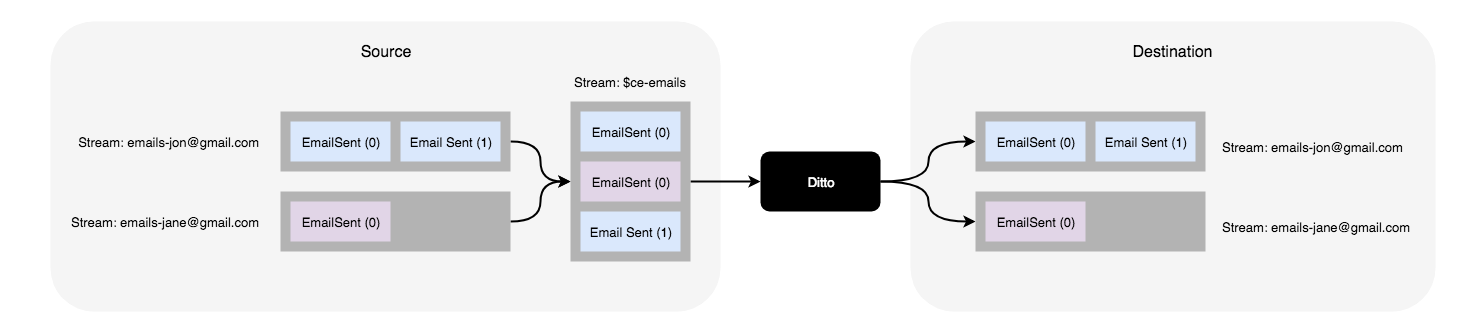 Source
Stream: $ce-emails
Stream: emails-jon@gmail.com
EmailSent (0)
Email Sent (1)
Stream: emails-jane@gmail.com
EmailSent (0)
EmailSent (0)
EmailSent (0)
Email Sent (1)
Ditto
Destination
EmailSent (0)
Email Sent (1)
Stream: emails-jon@gmail.com
EmailSent (0)
Stream: emails-jane@gmail.com